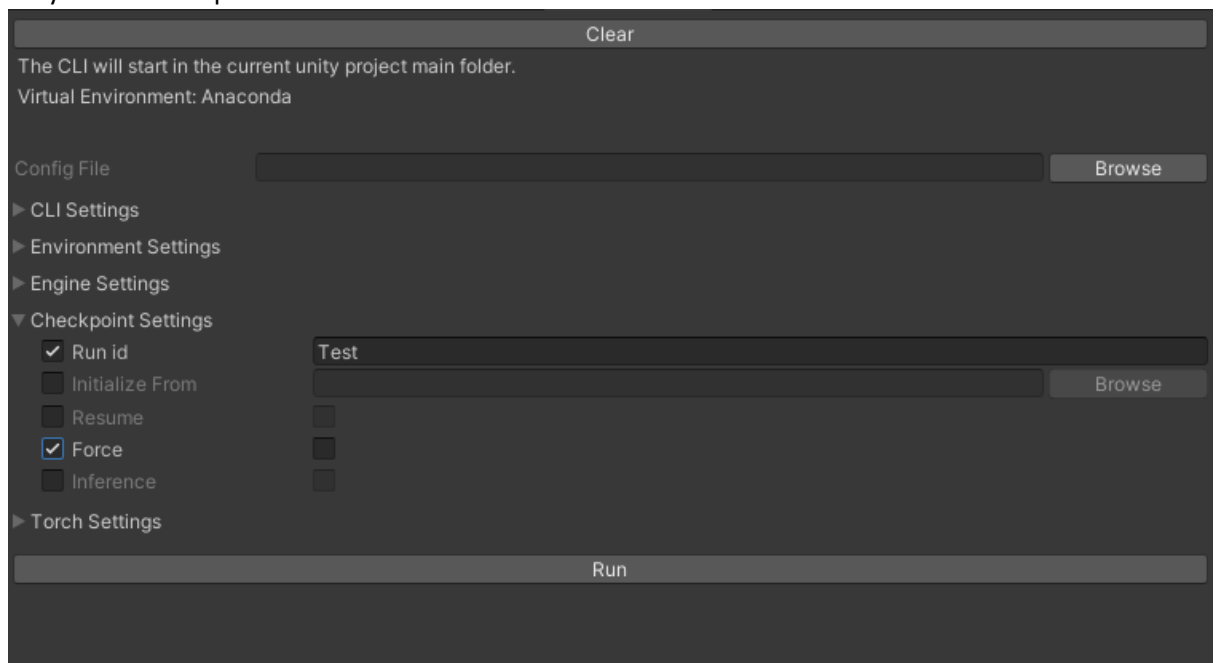 Clear
The CLI will start in the current unity project main folder.
Virtual Environment: Anaconda
Config File Browse
CLI Settings
Environment Settings
Engine Settings
Checkpoint Settings
Run id Test
Initialize From Browse
Resume
Force
Inference
Torch Settings
Run